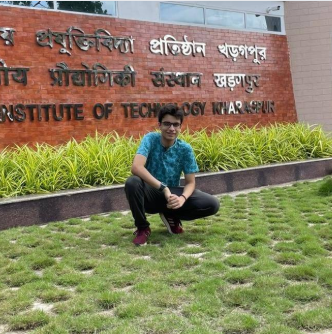 য় প্রযুক্তিবিদ্যা প্রতিষ্ঠান খড়গপুর
ीय प्रौद्योगिकी संस्थान खड़गपुर
INSTITUTE OF TECHNOLOGY KHARAGPUR